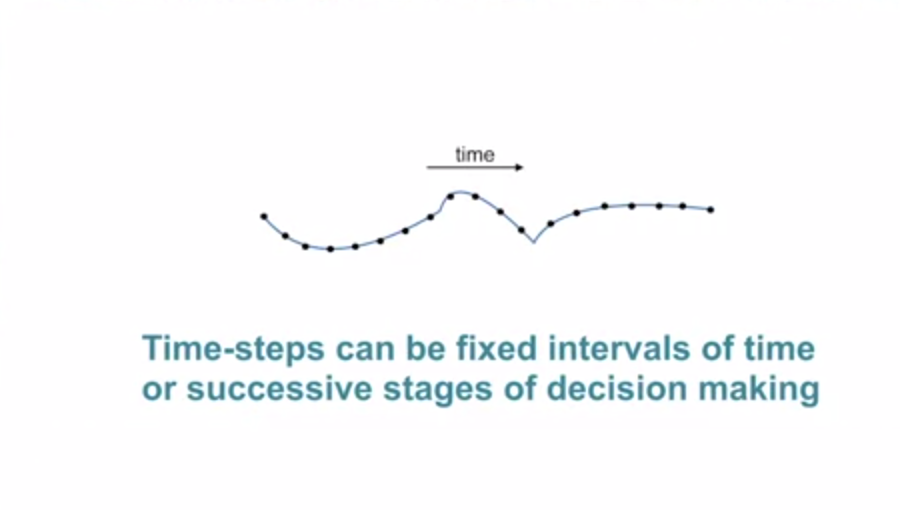 time
Time-steps can be fixed intervals of time
or successive stages of decision making